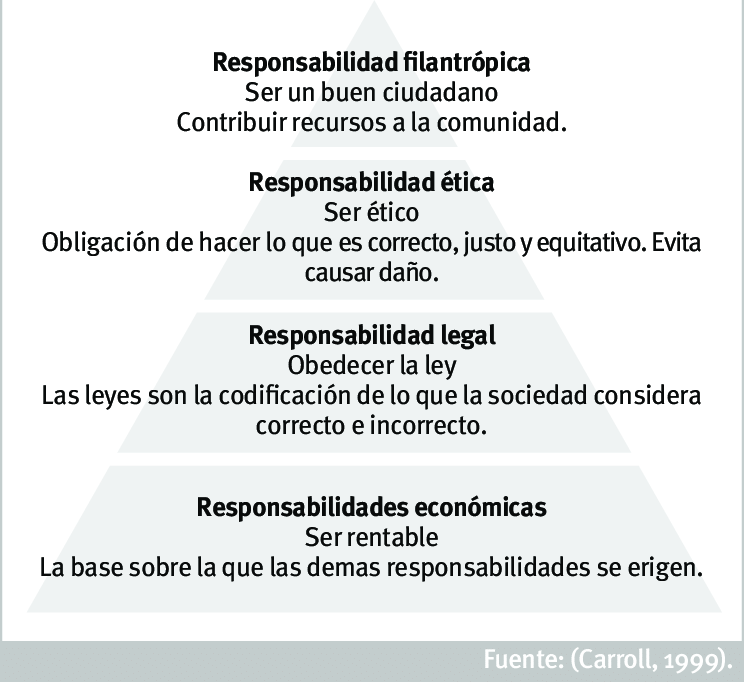 Responsabilidad filantrópica
Ser un buen ciudadano
Contribuir recursos a la comunidad.
Responsabilidad ética
Ser ético
Obligación de hacer lo que es correcto, justo y equitativo. Evita
causar daño.
Responsabilidad legal
Obedecer la ley
Las leyes son la codificación de lo que la sociedad considera
correcto e incorrecto.
Responsabilidades económicas
Ser rentable
La base sobre la que las demas responsabilidades se erigen.
Fuente: (Carroll, 1999).